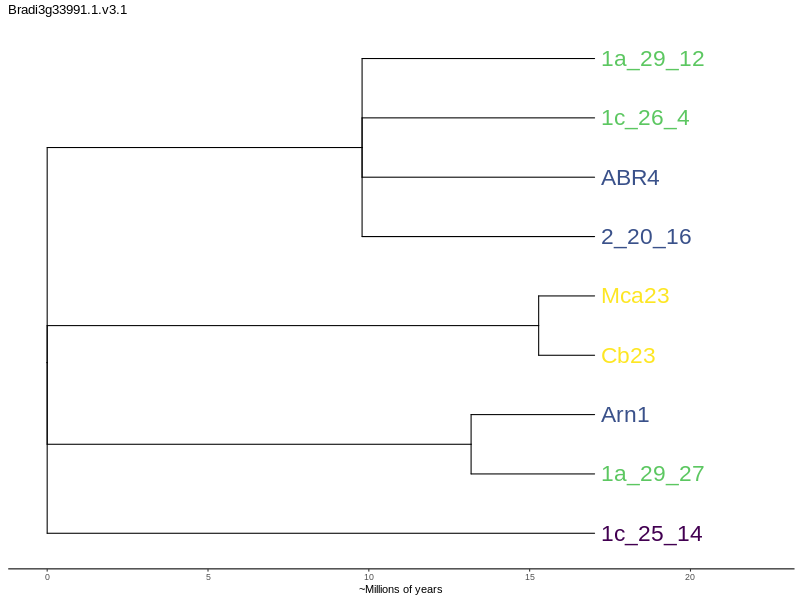 Bradi3g33991.1.v3.1
1a_29_12
1c_26_4
ABR4
2_20_16
Mca23
Cb23
Arn1
1a_29_27
1c_25_14
0 5 10 15 20
~Millions of years